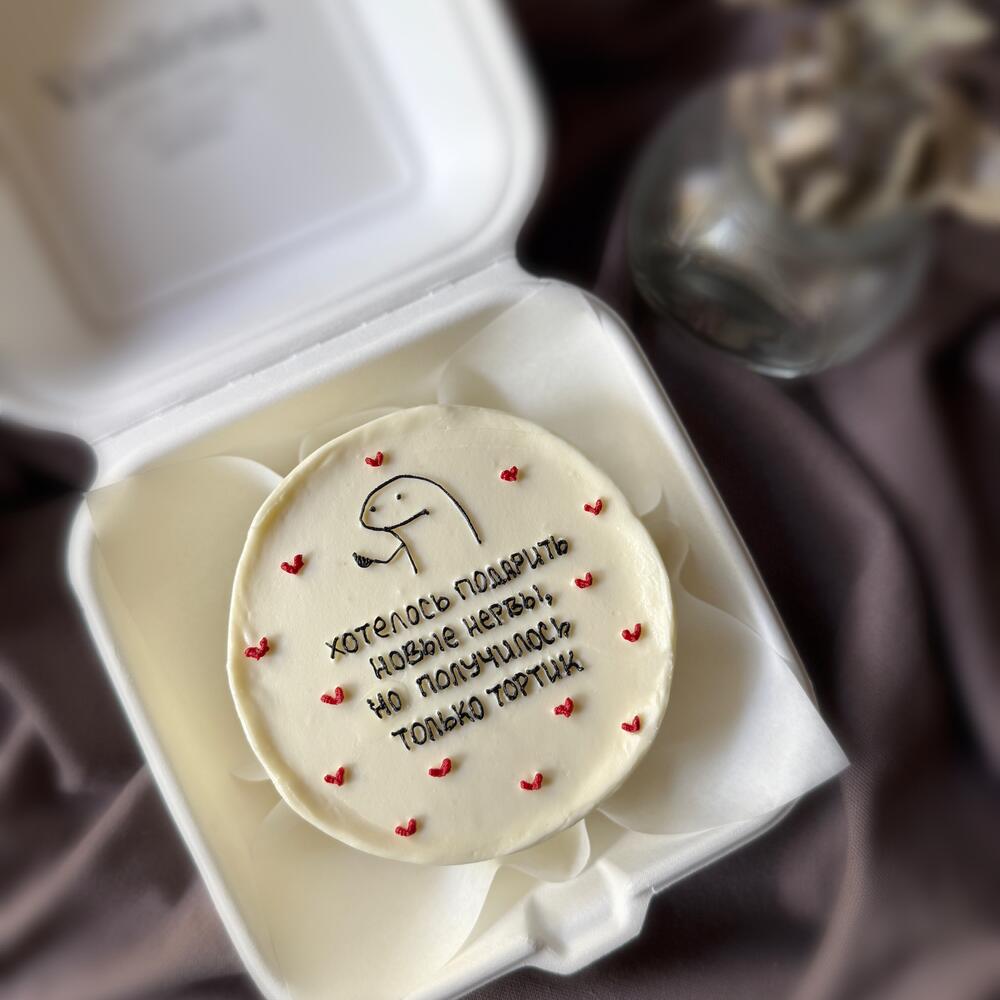 ХОТЕЛОСЬ ПОДАРИТЬ
НОВЫЕ НЕРВЫ,
НО ПОЛУЧИЛОСЬ
ТОЛЬКО ТОРТИК